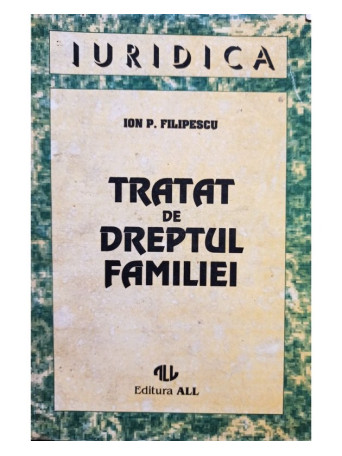 IURIDICA
ION P. FILIPESCU
TRATAT
DE
DREPTUL
FAMILIEI
ALL
Editura ALL